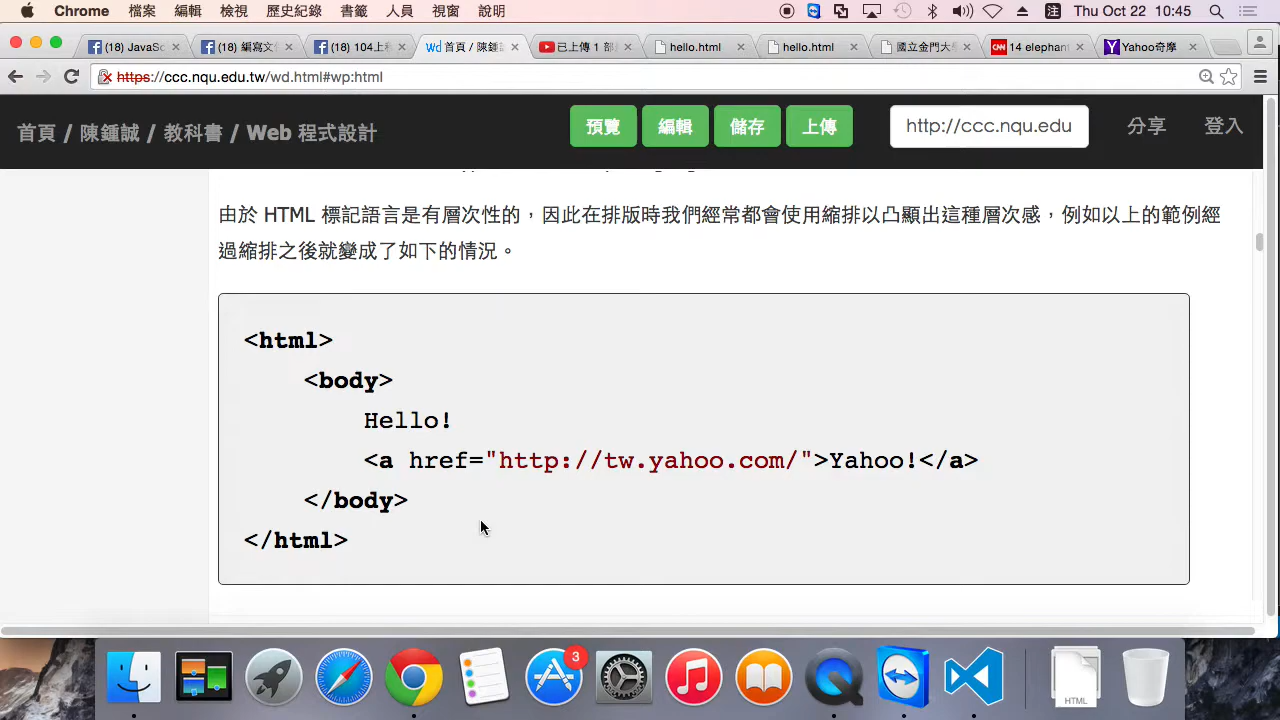 Chrome 檔案 編輯 檢視 歷史紀錄 書籤 人員 視窗 說明 注 Thu Oct 22 10:45
(18) JavaSc (18) 編寫文 (18) 104上利 Wd 首頁 / 陳鍾誠 已上傳 1 部 hello.html hello.html 國立金門大學 CNN 14 elephant Yahoo奇摩
https://ccc.nqu.edu.tw/wd.html#wp:html
首頁 / 陳鍾誠 / 教科書 / Web 程式設計 預覽 編輯 儲存 上傳 http://ccc.nqu.edu 分享 登入
由於 HTML 標記語言是有層次性的，因此在排版時我們經常都會使用縮排以凸顯出這種層次感，例如以上的範例經
過縮排之後就變成了如下的情況。
<html>
<body>
Hello!
<a href="http://tw.yahoo.com/">Yahoo!</a>
</body>
</html>
3
HTML